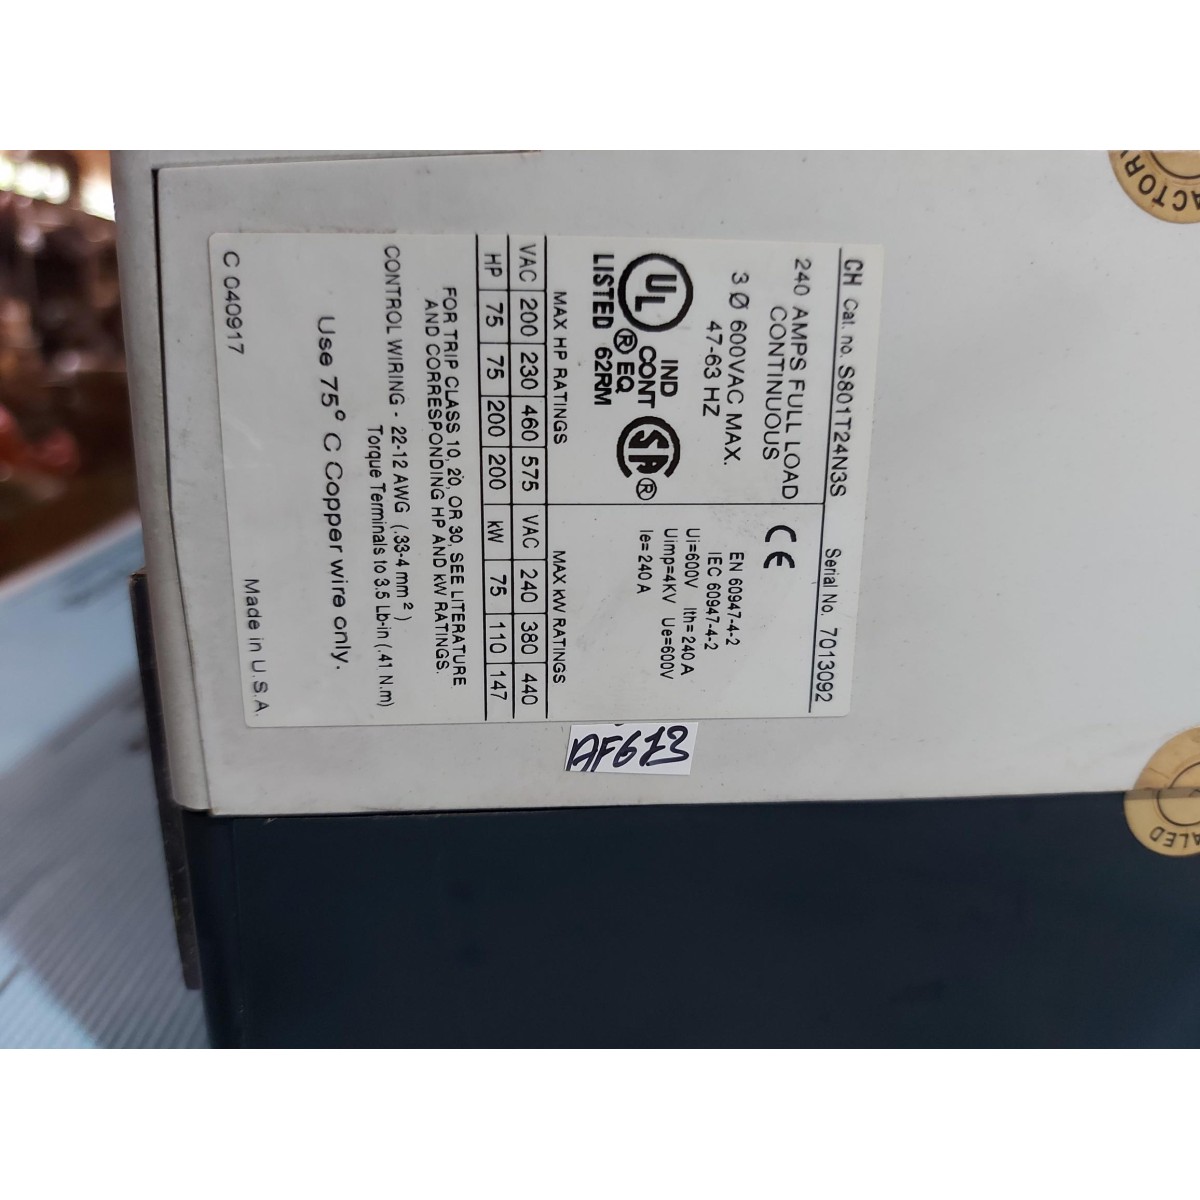 CH Cat. no. S801T24N3S Serial No. 7013092
240 AMPS FULL LOAD
CONTINUOUS
3 Ø 600VAC MAX.
47-63 HZ
CE
EN 60947-4-2
IEC 60947-4-2
Ui=600V Ith=240A
Uimp=4KV Ue=600V
Ie=240A
UL ®
LISTED
IND
CONT
EQ
62RM
SA ®
MAX HP RATINGS MAX kW RATINGS
VAC 200 230 460 575 VAC 240 380 440
HP 75 75 200 200 kW 75 110 147
FOR TRIP CLASS 10, 20, OR 30, SEE LITERATURE
AND CORRESPONDING HP AND kW RATINGS.
CONTROL WIRING - 22-12 AWG (.33-4 mm²)
Torque Terminals to 3.5 Lb-in (.41 N.m)
Use 75° C Copper wire only.
C 040917 Made in U.S.A.
AF673